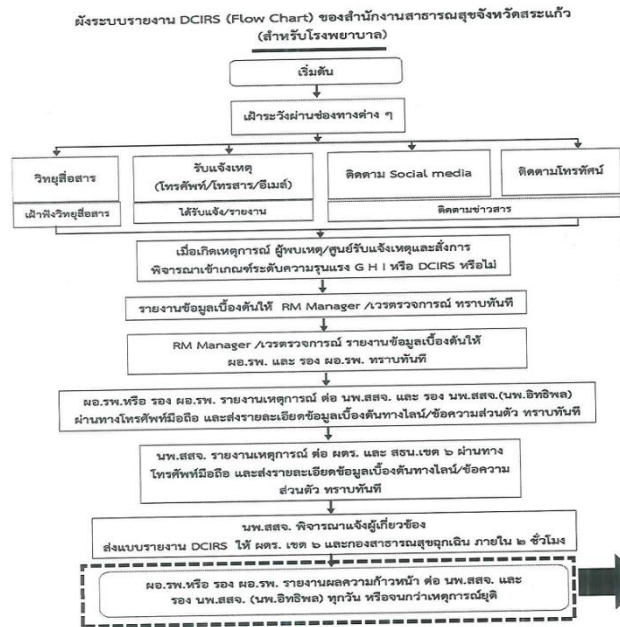 ผังระบบรายงาน DCIRS (Flow Chart) ของสำนักงานสาธารณสุขจังหวัดสระแก้ว
(สำหรับโรงพยาบาล)
เริ่มต้น
เฝ้าระวังผ่านช่องทางต่าง ๆ
วิทยุสื่อสาร
รับแจ้งเหตุ
(โทรศัพท์/โทรสาร/อีเมล์)
ติดตาม Social media
ติดตามโทรทัศน์
เฝ้าฟังวิทยุสื่อสาร
ได้รับแจ้ง/รายงาน
ติดตามข่าวสาร
เมื่อเกิดเหตุการณ์ ผู้พบเหตุ/ศูนย์รับแจ้งเหตุและสั่งการ
พิจารณาเข้าเกณฑ์ระดับความรุนแรง G H I หรือ DCIRS หรือไม่
รายงานข้อมูลเบื้องต้นให้ RM Manager /เวรตรวจการณ์ ทราบทันที
RM Manager /เวรตรวจการณ์ รายงานข้อมูลเบื้องต้นให้
ผอ.รพ. และ รอง ผอ.รพ. ทราบทันที
ผอ.รพ.หรือ รอง ผอ.รพ. รายงานเหตุการณ์ ต่อ นพ.สสจ. และ รอง นพ.สสจ.(นพ.อิทธิพล)
ผ่านทางโทรศัพท์มือถือ และส่งรายละเอียดข้อมูลเบื้องต้นทางไลน์/ข้อความส่วนตัว ทราบทันที
นพ.สสจ. รายงานเหตุการณ์ ต่อ ผตร. และ สธน.เขต ๖ ผ่านทาง
โทรศัพท์มือถือ และส่งรายละเอียดข้อมูลเบื้องต้นทางไลน์/ข้อความ
ส่วนตัว ทราบทันที
นพ.สสจ. พิจารณาแจ้งผู้เกี่ยวข้อง
ส่งแบบรายงาน DCIRS ให้ ผตร. เขต ๖ และกองสาธารณสุขฉุกเฉิน ภายใน ๒ ชั่วโมง
ผอ.รพ.หรือ รอง ผอ.รพ. รายงานผลความก้าวหน้า ต่อ นพ.สสจ. และ
รอง นพ.สสจ. (นพ.อิทธิพล) ทุกวัน หรือจนกว่าเหตุการณ์ยุติ